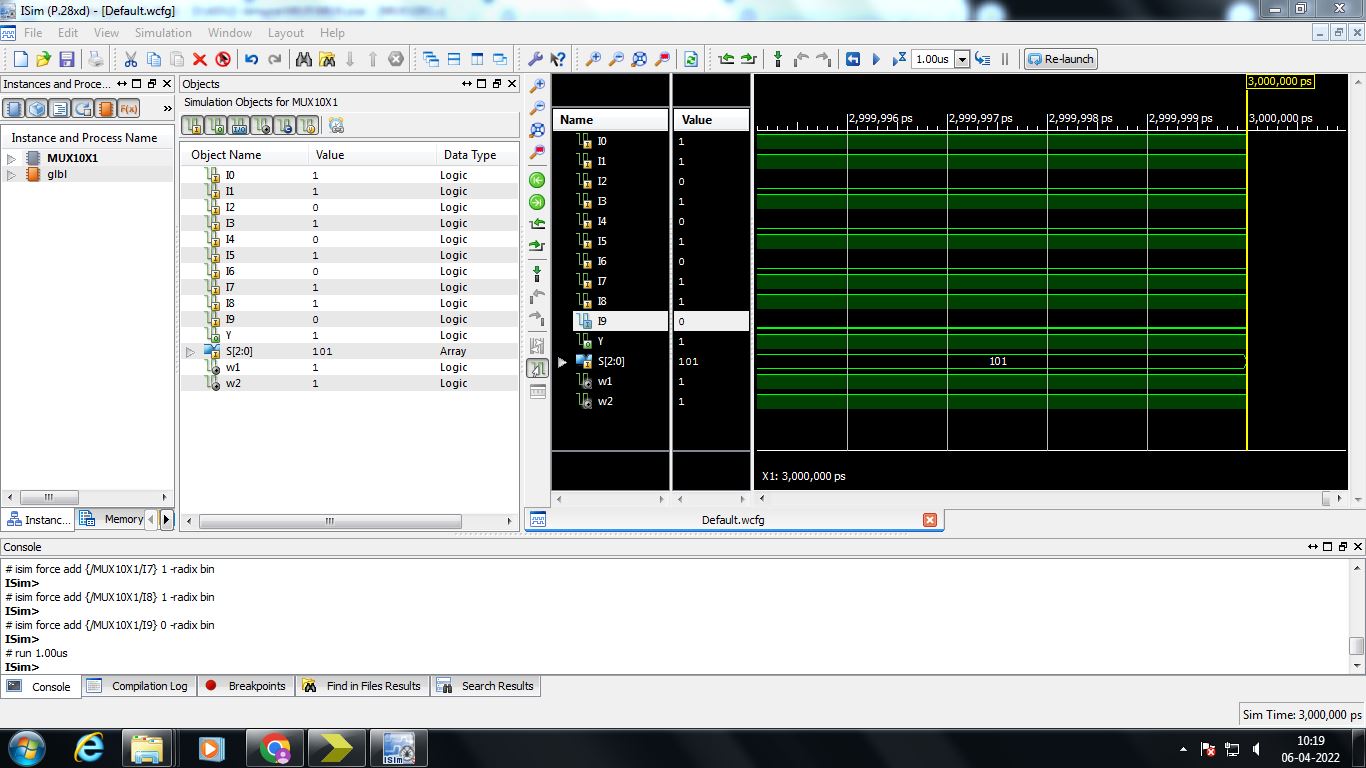 ISim (P.28xd) - [Default.wcfg]
File Edit View Simulation Window Layout Help
1.00us Re-launch
Instances and Proce...
Instance and Process Name
MUX10X1
glbl
Instanc... Memory
Objects
Simulation Objects for MUX10X1
Object Name Value Data Type
I0 1 Logic
I1 1 Logic
I2 0 Logic
I3 1 Logic
I4 0 Logic
I5 1 Logic
I6 0 Logic
I7 1 Logic
I8 1 Logic
I9 0 Logic
Y 1 Logic
S[2:0] 101 Array
w1 1 Logic
w2 1 Logic
Name Value
I0 1
I1 1
I2 0
I3 1
I4 0
I5 1
I6 0
I7 1
I8 1
I9 0
Y 1
S[2:0] 101
w1 1
w2 1
3,000,000 ps
2,999,996 ps 2,999,997 ps 2,999,998 ps 2,999,999 ps 3,000,000 ps
101
X1: 3,000,000 ps
Default.wcfg
Console
# isim force add {/MUX10X1/I7} 1 -radix bin
ISim>
# isim force add {/MUX10X1/I8} 1 -radix bin
ISim>
# isim force add {/MUX10X1/I9} 0 -radix bin
ISim>
# run 1.00us
ISim>
Console Compilation Log Breakpoints Find in Files Results Search Results
Sim Time: 3,000,000 ps
ISim
10:19
06-04-2022